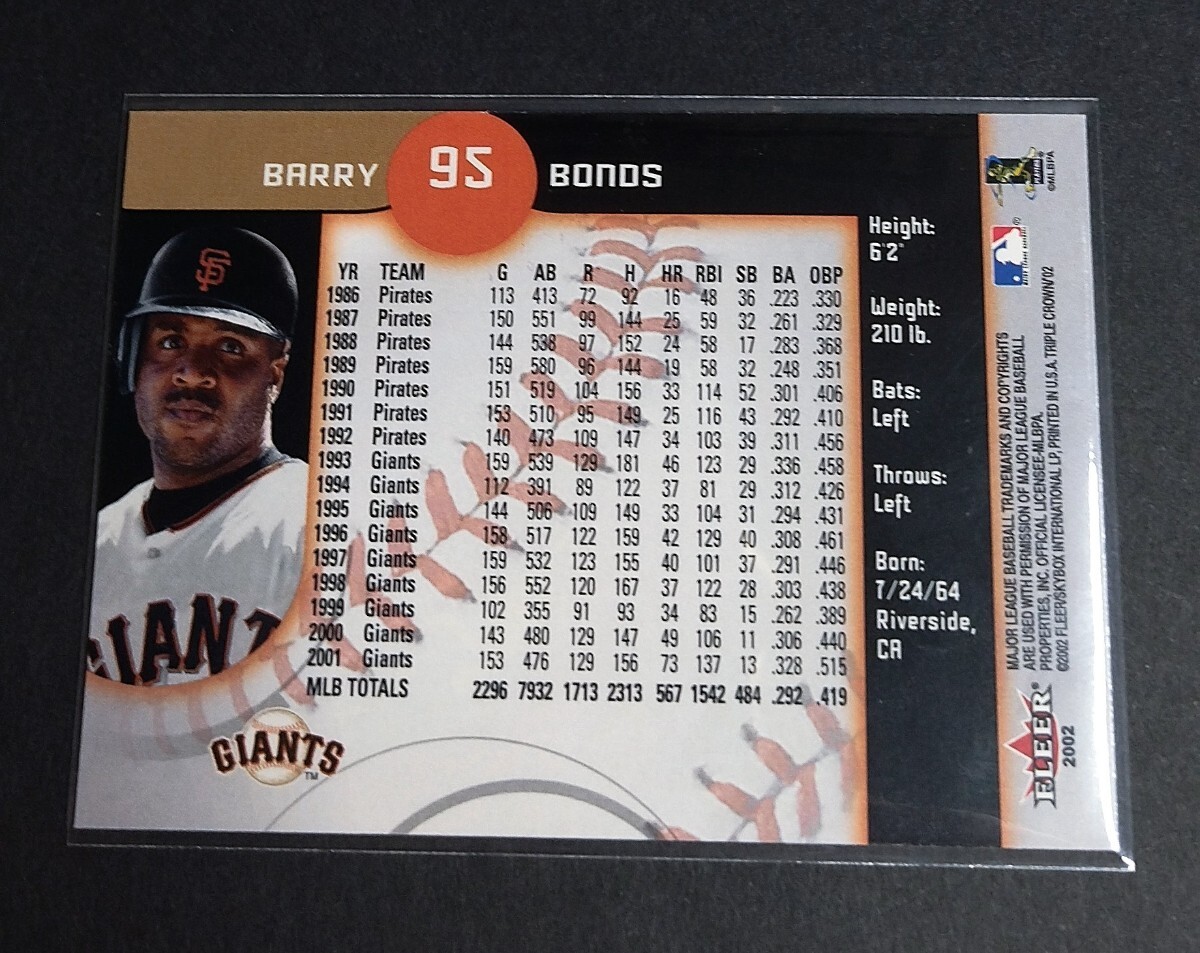 BARRY 95 BONDS
SF
GIANTS
YR TEAM G AB R H HR RBI SB BA OBP
1986 Pirates 113 413 72 92 16 48 36 .223 .330
1987 Pirates 150 551 99 144 25 59 32 .261 .329
1988 Pirates 144 538 97 152 24 58 17 .283 .368
1989 Pirates 159 580 96 144 19 58 32 .248 .351
1990 Pirates 151 519 104 156 33 114 52 .301 .406
1991 Pirates 153 510 95 149 25 116 43 .292 .410
1992 Pirates 140 473 109 147 34 103 39 .311 .456
1993 Giants 159 539 129 181 46 123 29 .336 .458
1994 Giants 112 391 89 122 37 81 29 .312 .426
1995 Giants 144 506 109 149 33 104 31 .294 .431
1996 Giants 158 517 122 159 42 129 40 .308 .461
1997 Giants 159 532 123 155 40 101 37 .291 .446
1998 Giants 156 552 120 167 37 122 28 .303 .438
1999 Giants 102 355 91 93 34 83 15 .262 .389
2000 Giants 143 480 129 147 49 106 11 .306 .440
2001 Giants 153 476 129 156 73 137 13 .328 .515
MLB TOTALS 2296 7932 1713 2313 567 1542 484 .292 .419
GIANTS™
Height:
6'2"
Weight:
210 lb.
Bats:
Left
Throws:
Left
Born:
7/24/64
Riverside,
CA
©MLBPA
MAJOR LEAGUE BASEBALL TRADEMARKS AND COPYRIGHTS
ARE USED WITH PERMISSION OF MAJOR LEAGUE BASEBALL
PROPERTIES, INC. OFFICIAL LICENSEE-MLBPA.
©2002 FLEER/SKYBOX INTERNATIONAL LP, PRINTED IN U.S.A. TRIPLE CROWN/02
FLEER®
2002